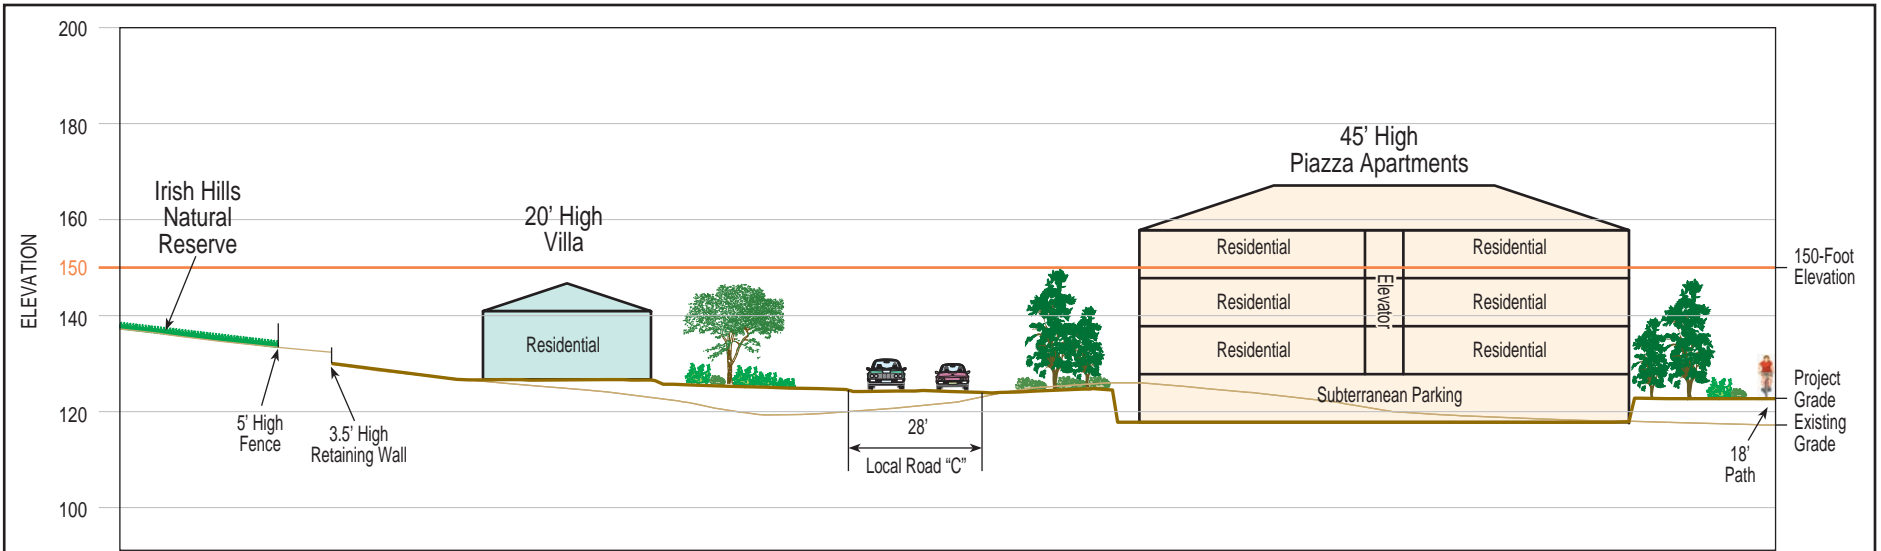 200
180
160
150
140
120
100
ELEVATION
Irish Hills
Natural
Reserve
5’ High
Fence
3.5’ High
Retaining Wall
20’ High
Villa
Residential
28’
Local Road “C”
45’ High
Piazza Apartments
Residential
Residential
Residential
Residential
Residential
Residential
Elevator
Subterranean Parking
150-Foot
Elevation
Project
Grade
Existing
Grade
18’
Path